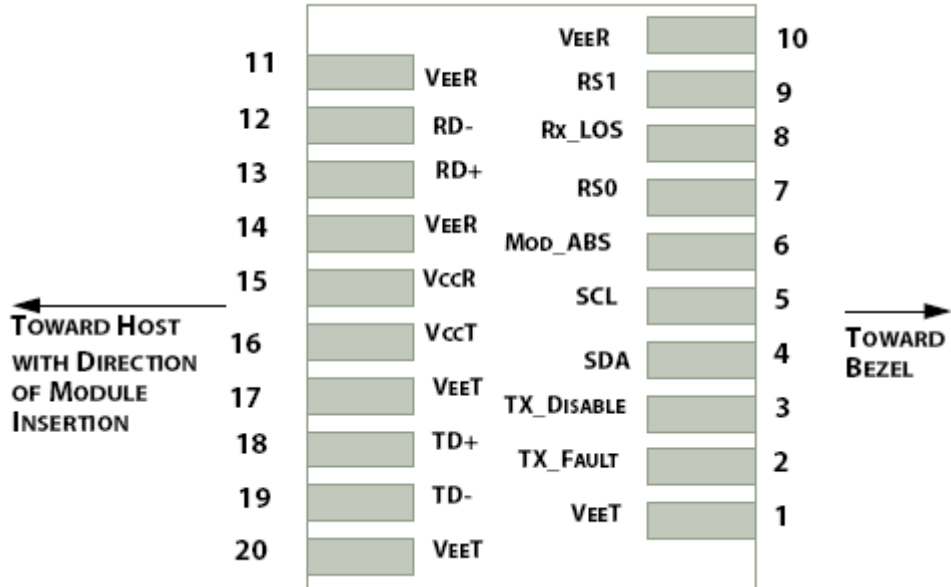 11 VEER
12 RD-
13 RD+
14 VEER
15 VCCR
16 VCCT
17 VEET
18 TD+
19 TD-
20 VEET
VEER 10
RS1 9
RX_LOS 8
RS0 7
MOD_ABS 6
SCL 5
SDA 4
TX_DISABLE 3
TX_FAULT 2
VEET 1
TOWARD HOST
WITH DIRECTION
OF MODULE
INSERTION
TOWARD
BEZEL